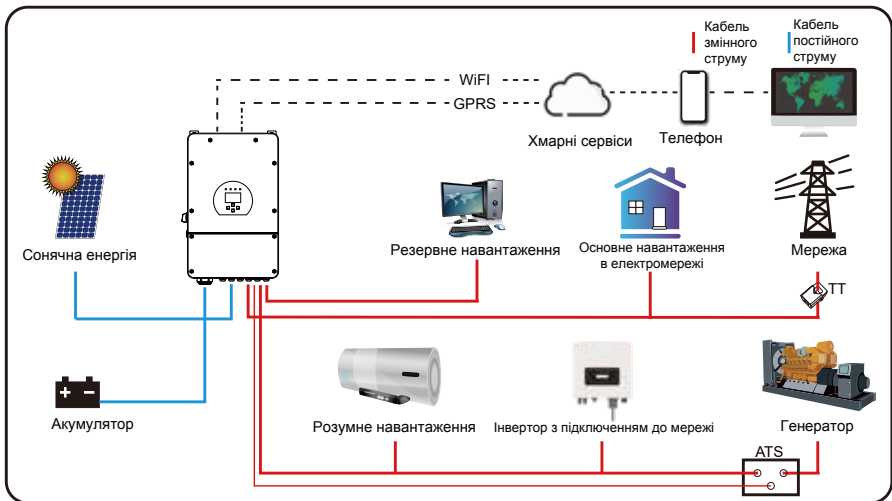 Кабель
змінного
струму
Кабель
постійного
струму
WiFI
GPRS
Хмарні сервіси
Телефон
Сонячна енергія
Резервне навантаження
Основне навантаження
в електромережі
Мережа
ТТ
Акумулятор
Розумне навантаження
Інвертор з підключенням до мережі
Генератор
ATS